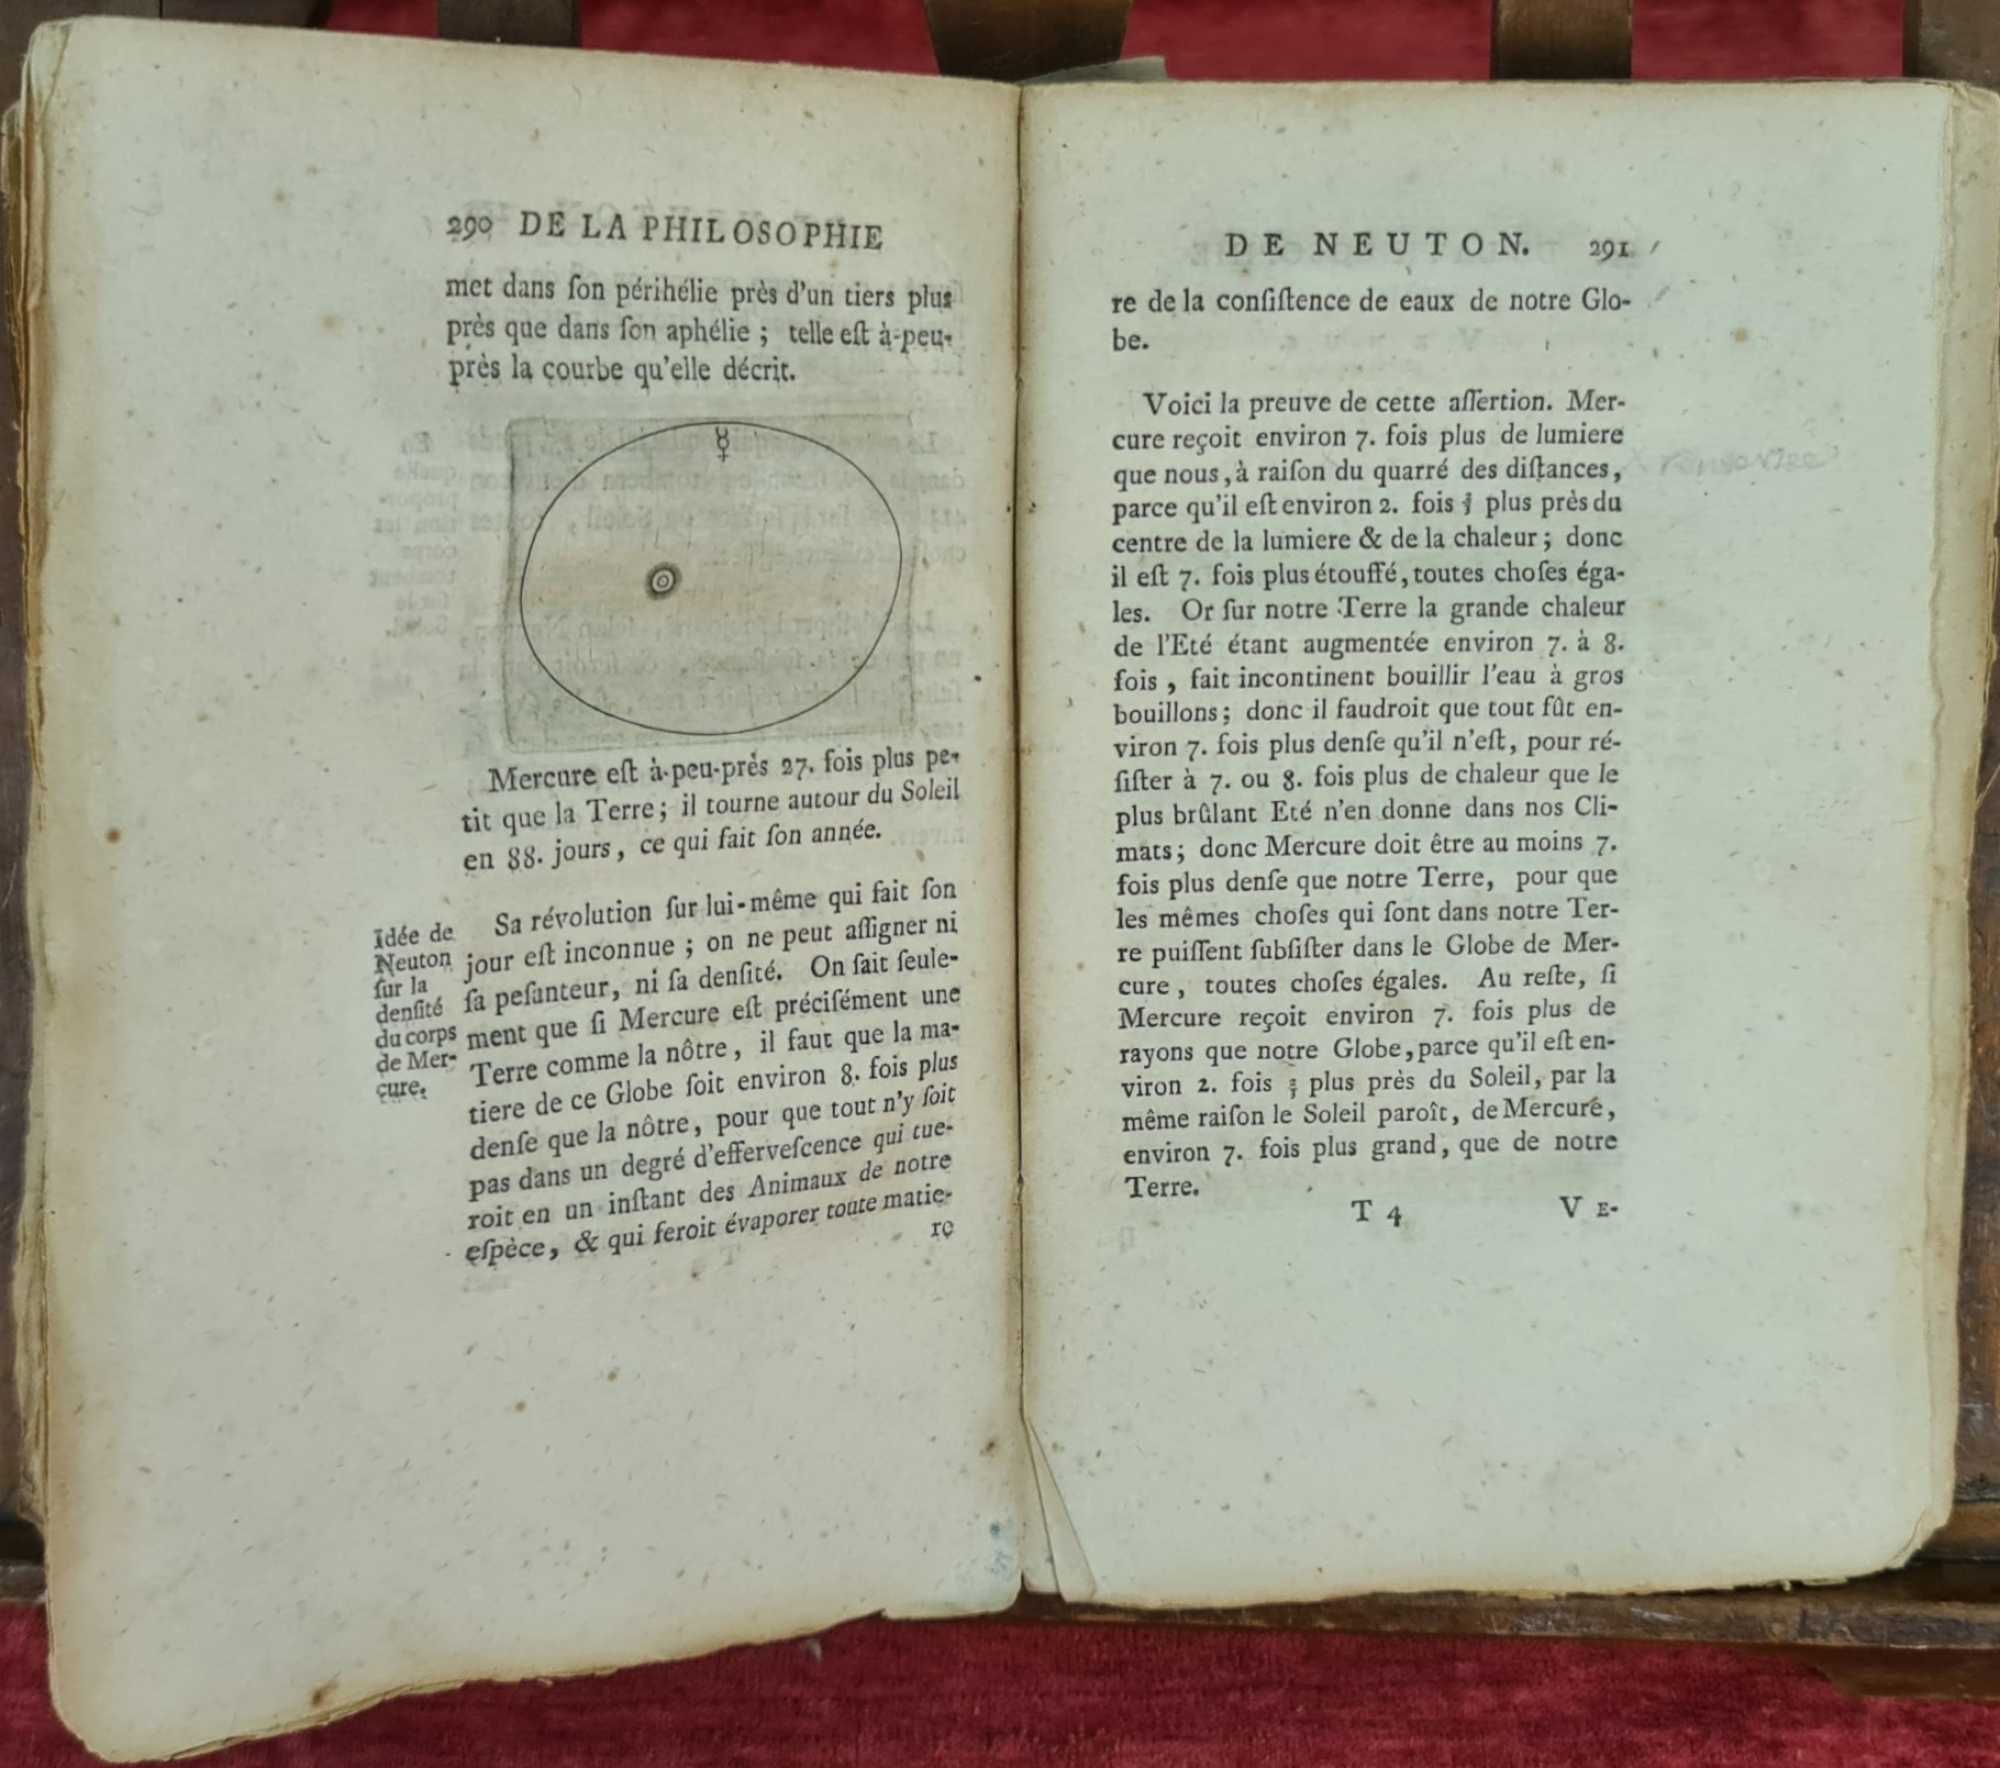 290 DE LA PHILOSOPHIE
met dans ſon périhélie près d'un tiers plus
près que dans ſon aphélie ; telle eſt à-peu-
près la courbe qu'elle décrit.
☿
Mercure eſt à-peu-près 27. fois plus pe-
tit que la Terre ; il tourne autour du Soleil
en 88. jours, ce qui fait ſon année.
Idée de
Neuton
ſur la
denſité
du corps
de Mer-
cure.
Sa révolution ſur lui-même qui fait ſon
jour eſt inconnue ; on ne peut aſſigner ni
ſa peſanteur, ni ſa denſité. On ſait ſeule-
ment que ſi Mercure eſt préciſément une
Terre comme la nôtre, il faut que la ma-
tiere de ce Globe ſoit environ 8. fois plus
denſe que la nôtre, pour que tout n'y ſoit
pas dans un degré d'efferveſcence qui tue-
roit en un inſtant des Animaux de notre
eſpèce, & qui feroit évaporer toute matie-
re
DE NEUTON. 291
re de la conſiſtence de eaux de notre Glo-
be.
Voici la preuve de cette aſſertion. Mer-
cure reçoit environ 7. fois plus de lumiere
que nous, à raiſon du quarré des diſtances,
parce qu'il eſt environ 2. fois plus près du
centre de la lumiere & de la chaleur ; donc
il eſt 7. fois plus étouffé, toutes choſes éga-
les. Or ſur notre Terre la grande chaleur
de l'Eté étant augmentée environ 7. à 8.
fois, fait incontinent bouillir l'eau à gros
bouillons ; donc il faudroit que tout fût en-
viron 7. fois plus denſe qu'il n'eſt, pour ré-
ſiſter à 7. ou 8. fois plus de chaleur que le
plus brûlant Eté n'en donne dans nos Cli-
mats ; donc Mercure doit être au moins 7.
fois plus denſe que notre Terre, pour que
les mêmes choſes qui ſont dans notre Ter-
re puiſſent ſubſiſter dans le Globe de Mer-
cure, toutes choſes égales. Au reſte, ſi
Mercure reçoit environ 7. fois plus de
rayons que notre Globe, parce qu'il eſt en-
viron 2. fois plus près du Soleil, par la
même raiſon le Soleil paroît, de Mercure,
environ 7. fois plus grand, que de notre
Terre.
T 4 VE-